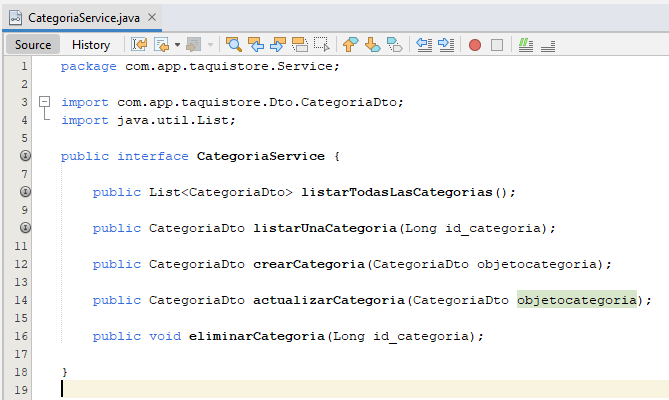 CategoriaService.java
Source History
1 package com.app.taquistore.Service;
2
3 import com.app.taquistore.Dto.CategoriaDto;
4 import java.util.List;
5
public interface CategoriaService {
7
public List<CategoriaDto> listarTodasLasCategorias();
9
public CategoriaDto listarUnaCategoria(Long id_categoria);
11
12 public CategoriaDto crearCategoria(CategoriaDto objetocategoria);
13
14 public CategoriaDto actualizarCategoria(CategoriaDto objetocategoria);
15
16 public void eliminarCategoria(Long id_categoria);
17
18 }
19